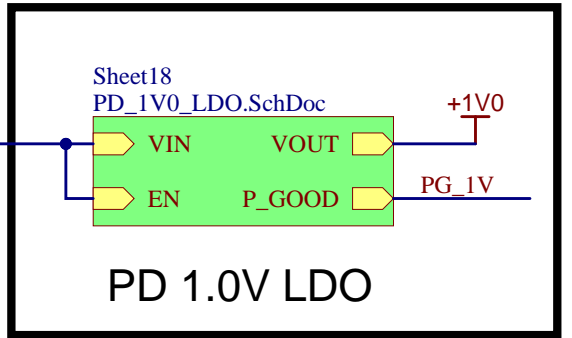 Sheet18
PD_1V0_LDO.SchDoc
+1V0
VIN VOUT
EN P_GOOD PG_1V
PD 1.0V LDO